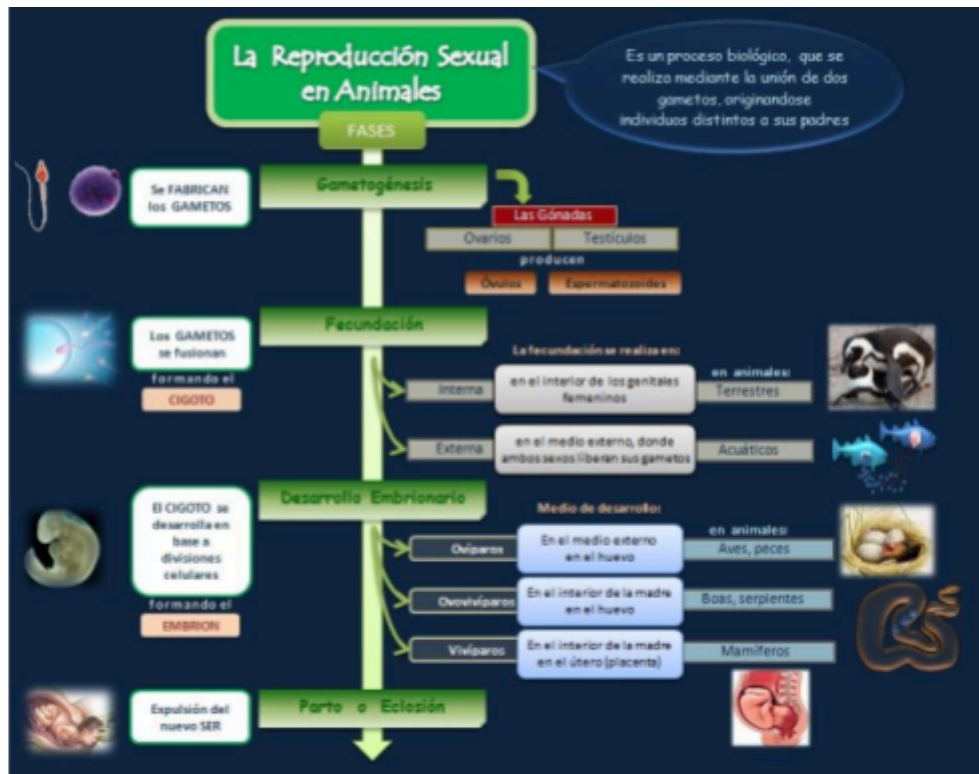 La Reproducción Sexual
en Animales
Es un proceso biológico, que se
realiza mediante la unión de dos
gametos, originandose
individuos distintos a sus padres
FASES
Se FABRICAN
los GAMETOS
Gametogénesis
Las Gónadas
Ovarios
Testículos
producen
Óvulos
Espermatozoides
Los GAMETOS
se fusionan
formando el
CIGOTO
Fecundación
La fecundación se realiza en:
en animales:
Interna
en el interior de los genitales
femeninos
Terrestres
Externa
en el medio externo, donde
ambos sexos liberan sus gametos
Acuáticos
El CIGOTO se
desarrolla en
base a
divisiones
celulares
formando el
EMBRION
Desarrollo Embrionario
Medio de desarrollo:
en animales:
Ovíparos
En el medio externo
en el huevo
Aves, peces
Ovovivíparos
En el interior de la madre
en el huevo
Boas, serpientes
Vivíparos
En el interior de la madre
en el útero (placenta)
Mamíferos
Expulsión del
nuevo SER
Parto o Eclosión